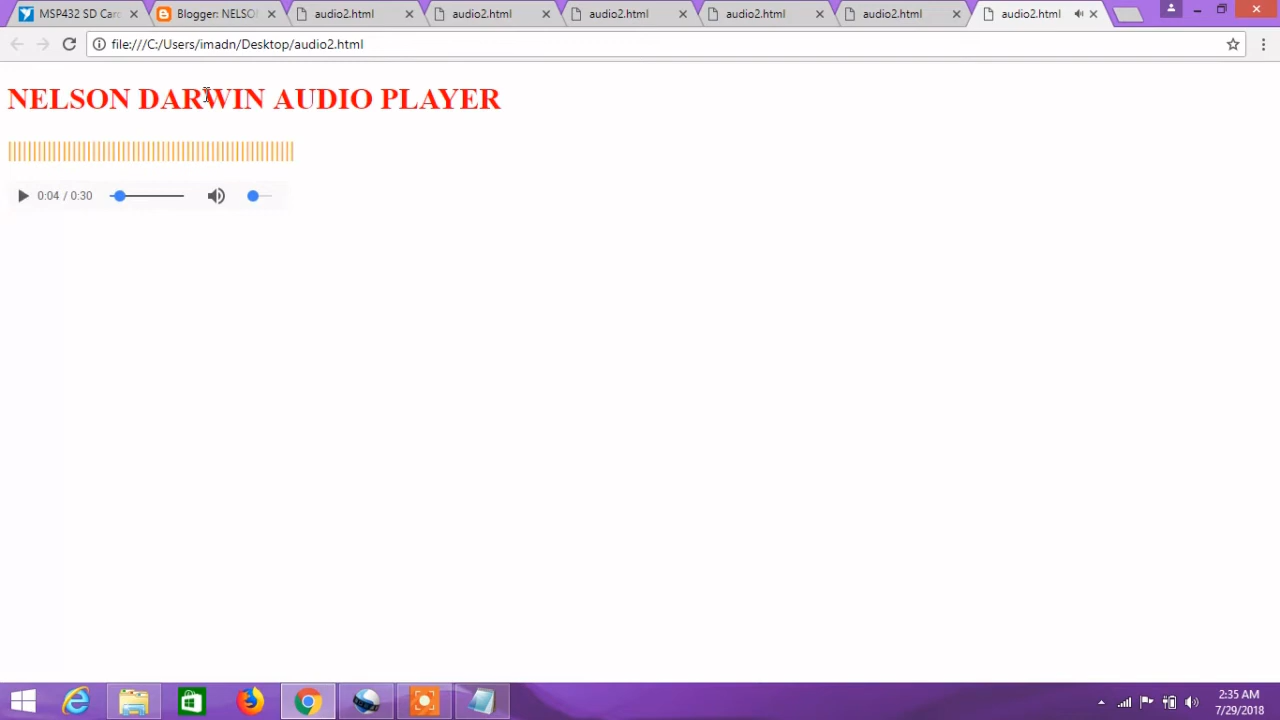 MSP432 SD Card
Blogger: NELSO
audio2.html
audio2.html
audio2.html
audio2.html
audio2.html
audio2.html
file:///C:/Users/imadn/Desktop/audio2.html
NELSON DARWIN AUDIO PLAYER
||||||||||||||||||||||||||||||||||||||||||||||||||||||||||
0:04 / 0:30
2:35 AM
7/29/2018